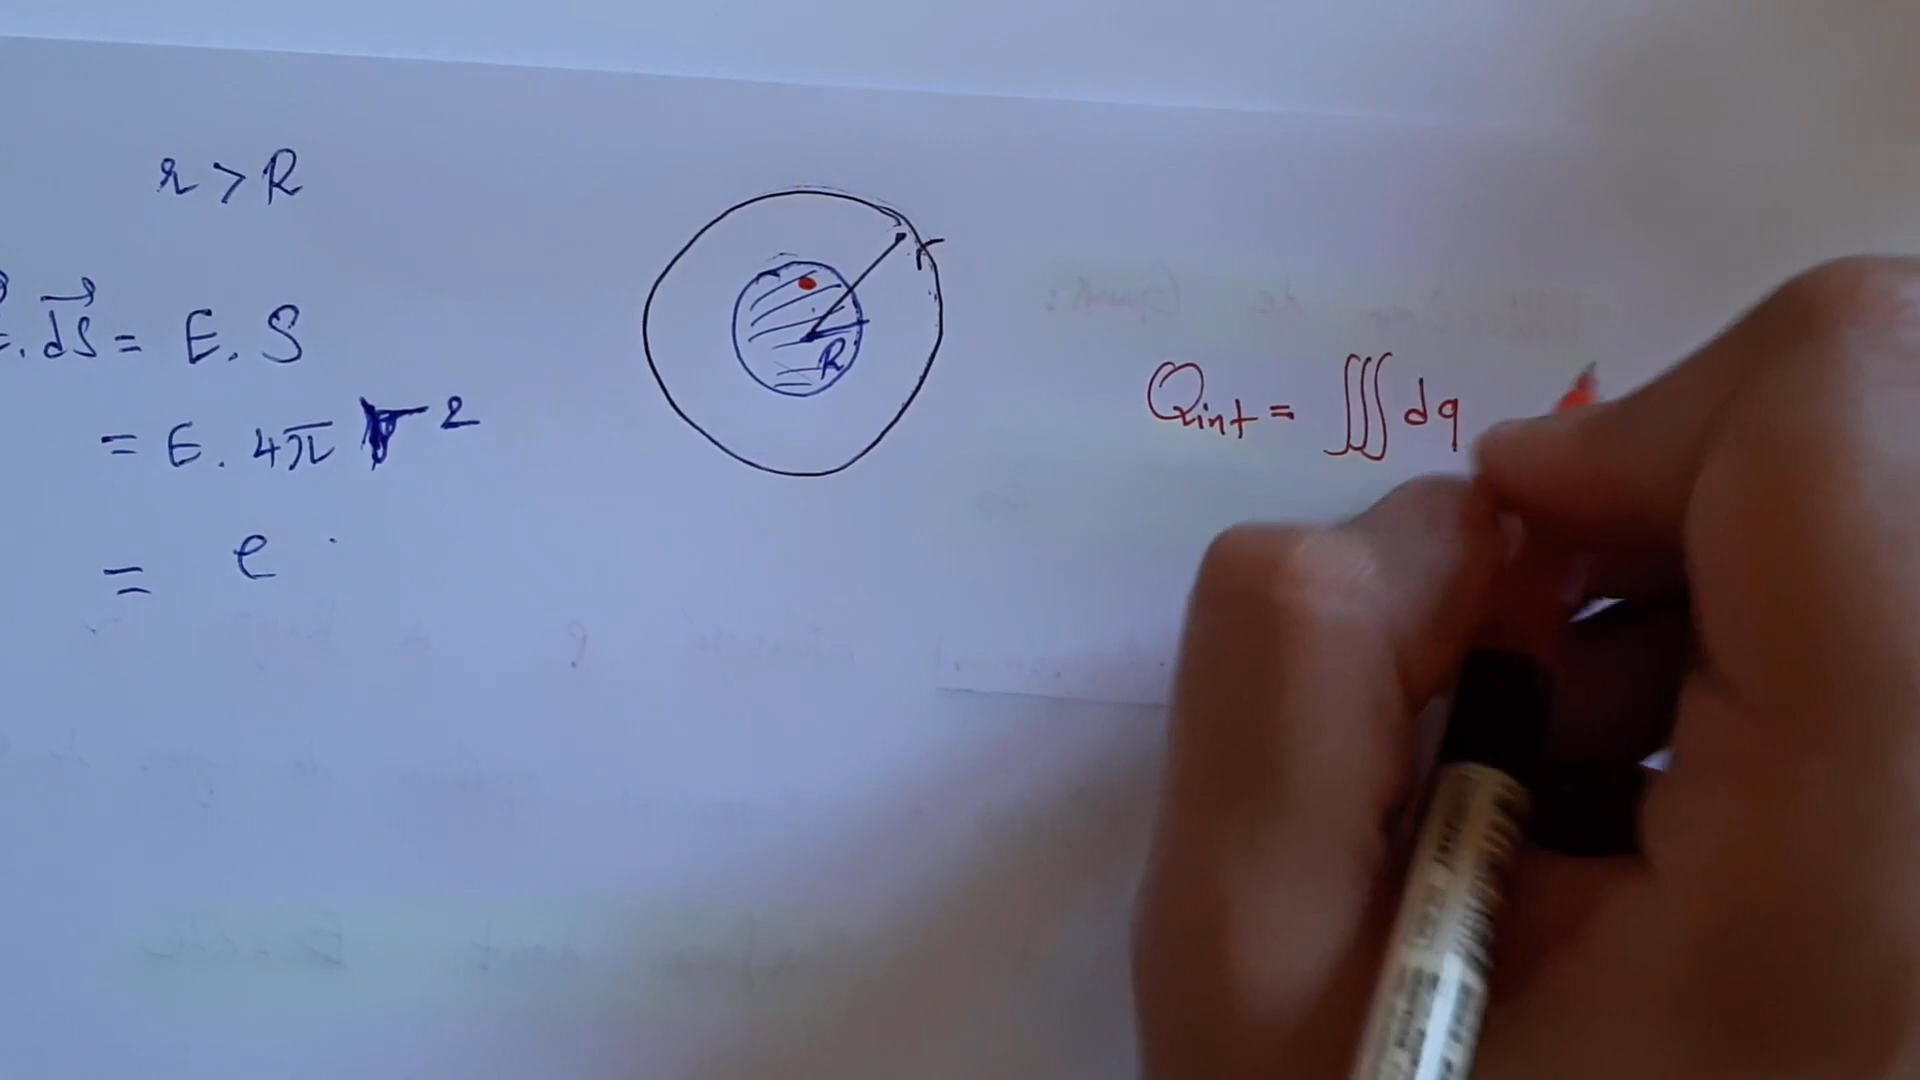 r > R
E. dS = E. S
= E. 4π r 2
= e
r
R
Qint = ∭ dq